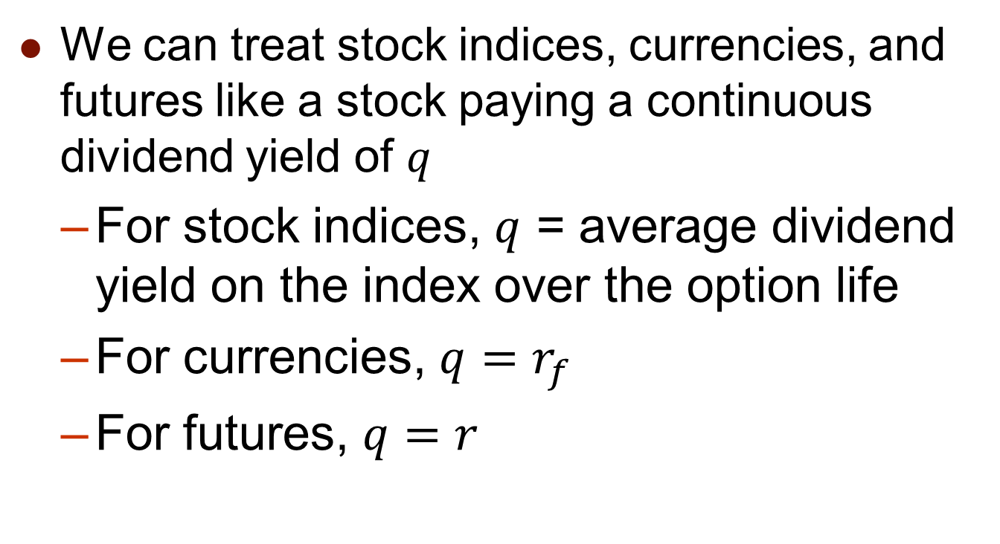 • We can treat stock indices, currencies, and
futures like a stock paying a continuous
dividend yield of q
– For stock indices, q = average dividend
yield on the index over the option life
– For currencies, q = r_f
– For futures, q = r